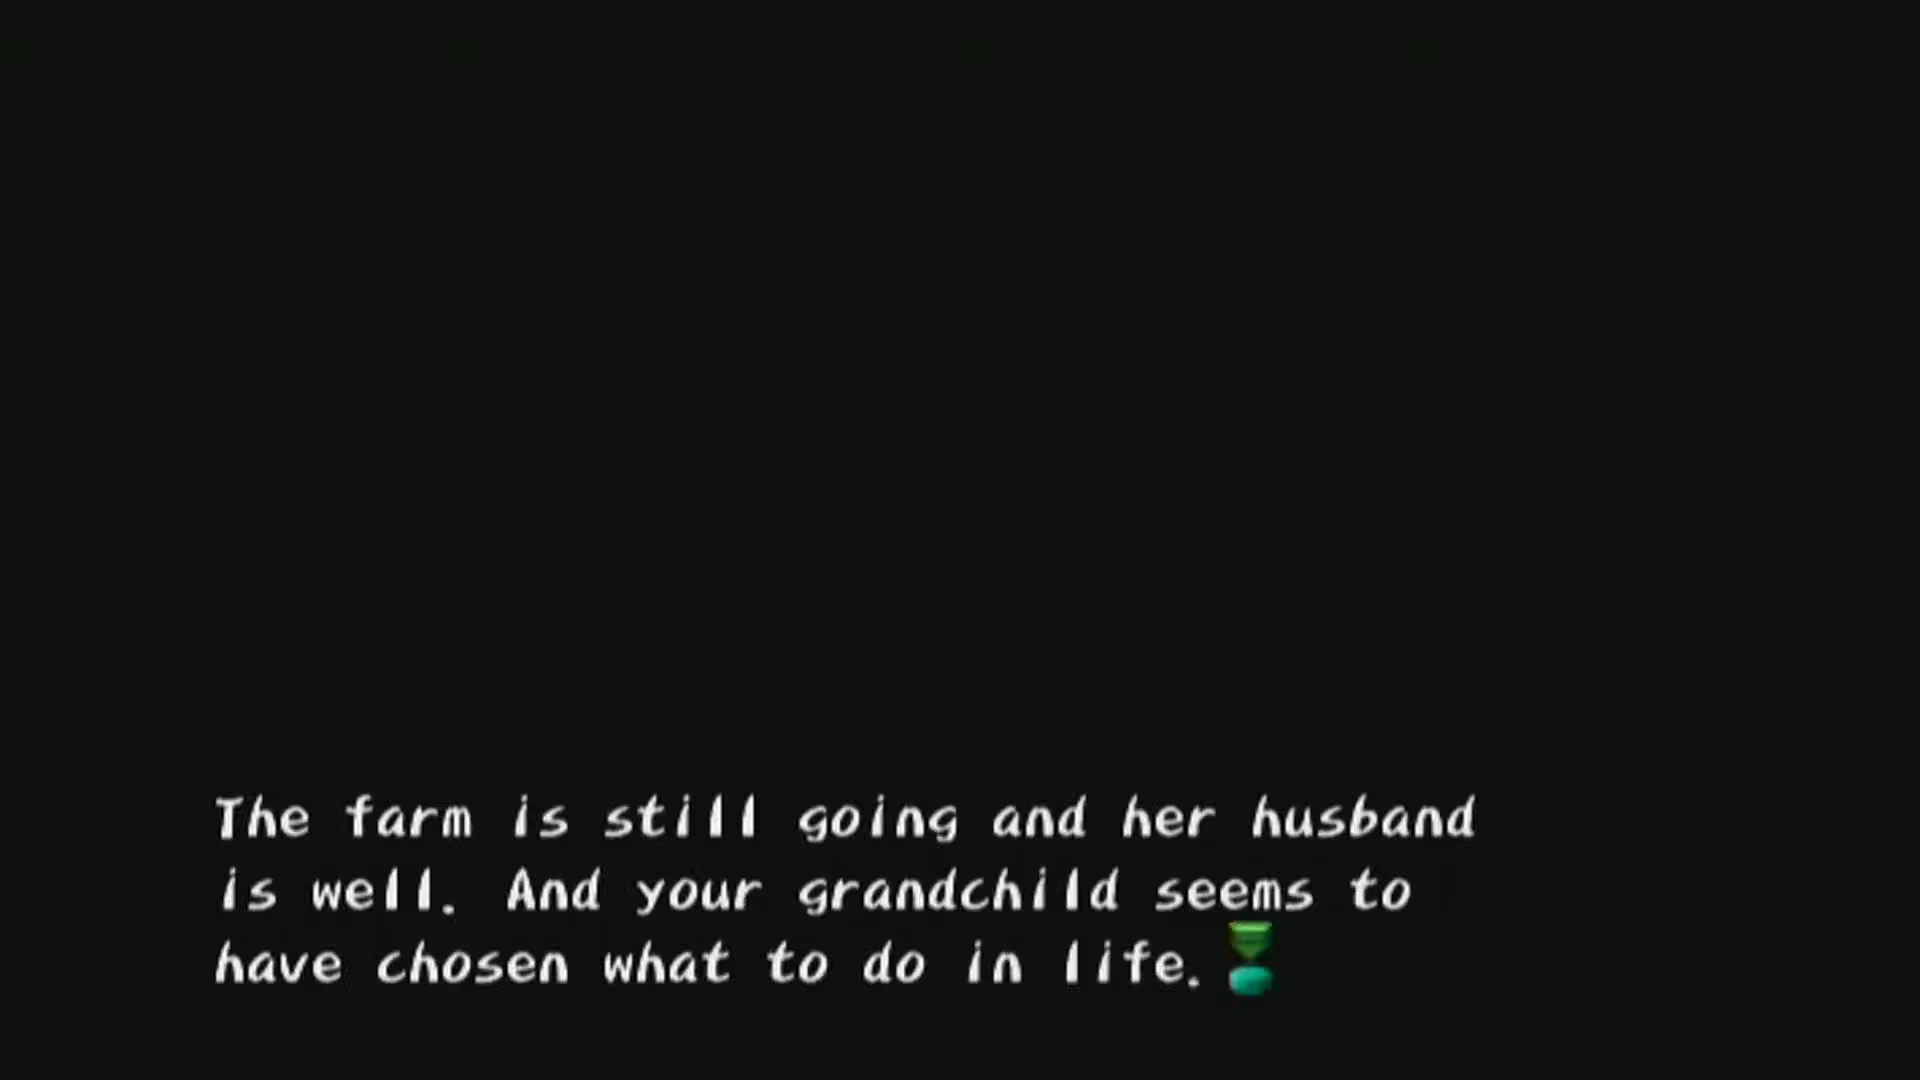 The farm is still going and her husband
is well. And your grandchild seems to
have chosen what to do in life.